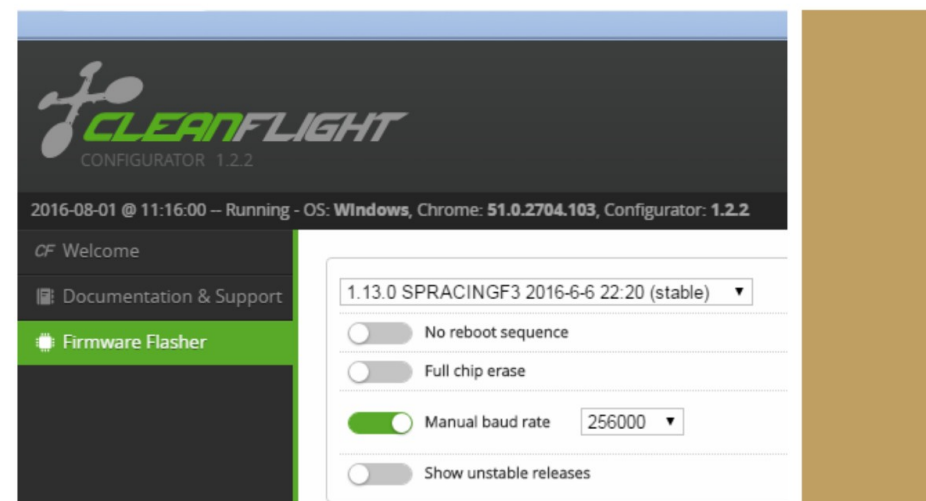 CLEANFLIGHT
CONFIGURATOR 1.2.2
2016-08-01 @ 11:16:00 -- Running - OS: Windows, Chrome: 51.0.2704.103, Configurator: 1.2.2
CF Welcome
Documentation & Support
Firmware Flasher
1.13.0 SPRACINGF3 2016-6-6 22:20 (stable)
No reboot sequence
Full chip erase
Manual baud rate 256000
Show unstable releases